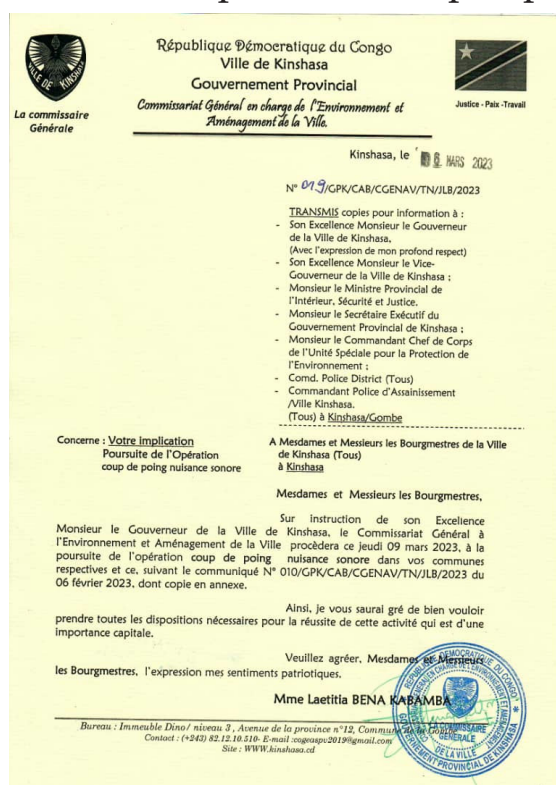 République Démocratique du Congo
Ville de Kinshasa
Gouvernement Provincial
Commissariat Général en charge de l'Environnement et
Aménagement de la Ville.
VILLE DE KINSHASA
La commissaire
Générale
Justice - Paix -Travail
Kinshasa, le 06 MARS 2023
N° 019/GPK/CAB/CGENAV/TN/JLB/2023
TRANSMIS copies pour information à :
- Son Excellence Monsieur le Gouverneur
de la Ville de Kinshasa,
(Avec l'expression de mon profond respect)
- Son Excellence Monsieur le Vice-
Gouverneur de la Ville de Kinshasa ;
- Monsieur le Ministre Provincial de
l'Intérieur, Sécurité et Justice.
- Monsieur le Secrétaire Exécutif du
Gouvernement Provincial de Kinshasa ;
- Monsieur le Commandant Chef de Corps
de l'Unité Spéciale pour la Protection de
l'Environnement ;
- Comd. Police District (Tous)
- Commandant Police d'Assainissement
/Ville Kinshasa.
(Tous) à Kinshasa/Gombe
Concerne : Votre implication
Poursuite de l'Opération
coup de poing nuisance sonore
A Mesdames et Messieurs les Bourgmestres de la Ville
de Kinshasa (Tous)
à Kinshasa
Mesdames et Messieurs les Bourgmestres,
Sur instruction de son Excellence
Monsieur le Gouverneur de la Ville de Kinshasa, le Commissariat Général à
l'Environnement et Aménagement de la Ville procèdera ce jeudi 09 mars 2023, à la
poursuite de l'opération coup de poing nuisance sonore dans vos communes
respectives et ce, suivant le communiqué N° 010/GPK/CAB/CGENAV/TN/JLB/2023 du
06 février 2023, dont copie en annexe.
Ainsi, je vous saurai gré de bien vouloir
prendre toutes les dispositions nécessaires pour la réussite de cette activité qui est d'une
importance capitale.
Veuillez agréer, Mesdames et Messieurs
les Bourgmestres, l'expression mes sentiments patriotiques.
Mme Laetitia BENA KABAMBA
LA COMMISSAIRE
GENERALE
DE LA VILLE
GOUVERNEMENT PROVINCIAL DE KINSHASA
Bureau : Immeuble Dino/ niveau 3 , Avenue de la province n°12, Commune de la Gombe
Contact : (+243) 82.12.10.510- E-mail :cogeaspv2019@gmail.com
Site : WWW.kinshasa.cd